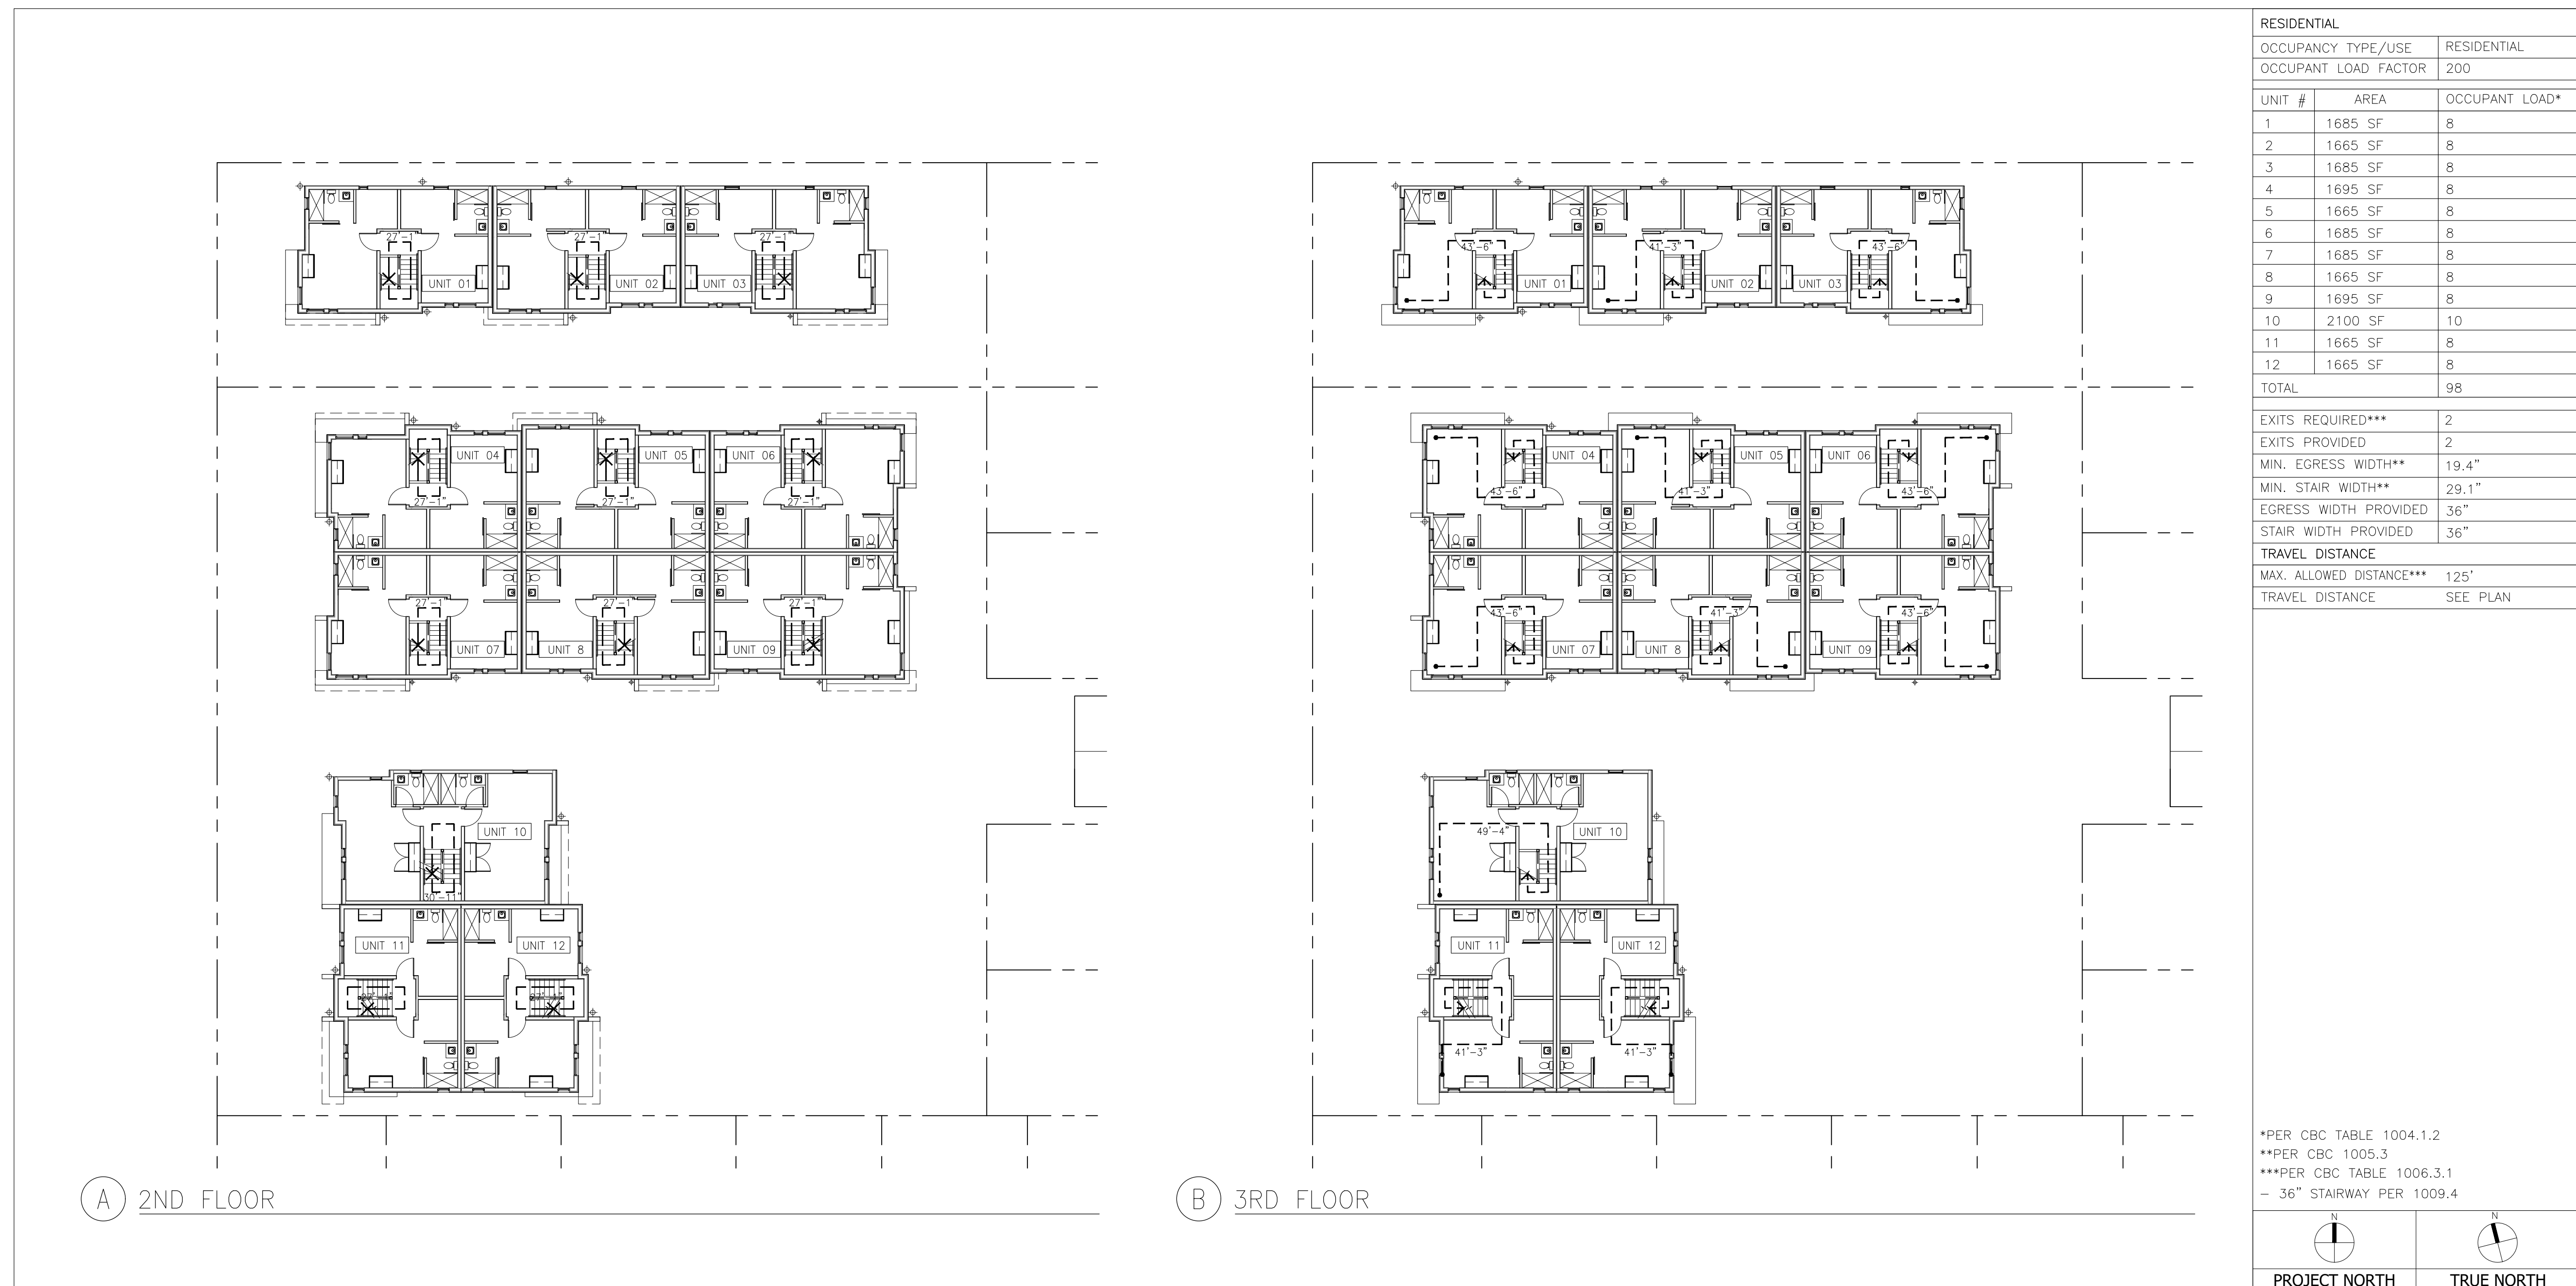 27'-1"
27'-1"
27'-1"
UNIT 01
UNIT 02
UNIT 03
UNIT 04
UNIT 05
UNIT 06
27'-1"
27'-1"
27'-1"
27'-1"
27'-1"
27'-1"
UNIT 07
UNIT 8
UNIT 09
UNIT 10
30'-11"
UNIT 11
UNIT 12
A 2ND FLOOR
43'-6"
41'-3"
43'-6"
UNIT 01
UNIT 02
UNIT 03
UNIT 04
UNIT 05
UNIT 06
43'-6"
41'-3"
43'-6"
43'-6"
41'-3"
43'-6"
UNIT 07
UNIT 8
UNIT 09
49'-4"
UNIT 10
UNIT 11
UNIT 12
41'-3"
41'-3"
B 3RD FLOOR
RESIDENTIAL
OCCUPANCY TYPE/USE RESIDENTIAL
OCCUPANT LOAD FACTOR 200
UNIT # AREA OCCUPANT LOAD*
1 1685 SF 8
2 1665 SF 8
3 1685 SF 8
4 1695 SF 8
5 1665 SF 8
6 1685 SF 8
7 1685 SF 8
8 1665 SF 8
9 1695 SF 8
10 2100 SF 10
11 1665 SF 8
12 1665 SF 8
TOTAL 98
EXITS REQUIRED*** 2
EXITS PROVIDED 2
MIN. EGRESS WIDTH** 19.4"
MIN. STAIR WIDTH** 29.1"
EGRESS WIDTH PROVIDED 36"
STAIR WIDTH PROVIDED 36"
TRAVEL DISTANCE
MAX. ALLOWED DISTANCE*** 125'
TRAVEL DISTANCE SEE PLAN
*PER CBC TABLE 1004.1.2
**PER CBC 1005.3
***PER CBC TABLE 1006.3.1
– 36" STAIRWAY PER 1009.4
N
N
PROJECT NORTH
TRUE NORTH